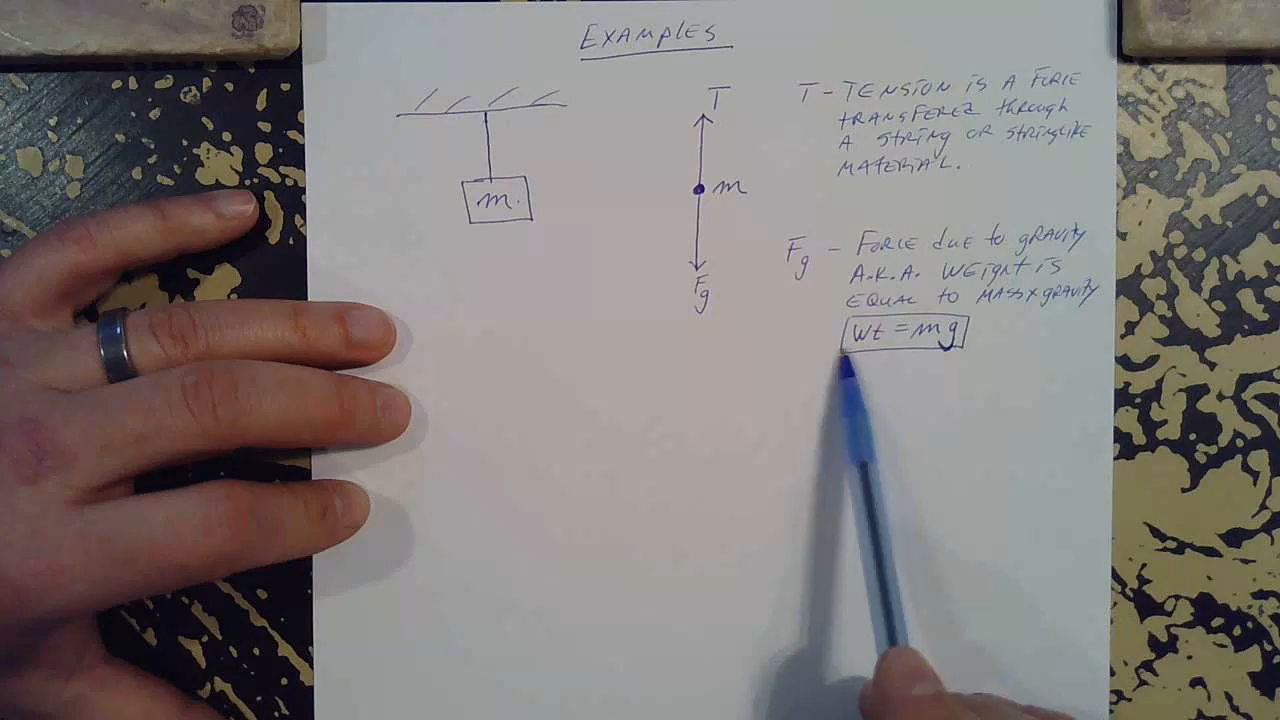 EXAMPLES
m.
T
m
Fg
T - TENSION IS A FORCE
TRANSFERED through
A STRING OR STRINGLIKE
MATERIAL.
Fg - FORCE due to gravity
A.K.A. WEIGHT IS
EQUAL to MASS x gravity
Wt = mg